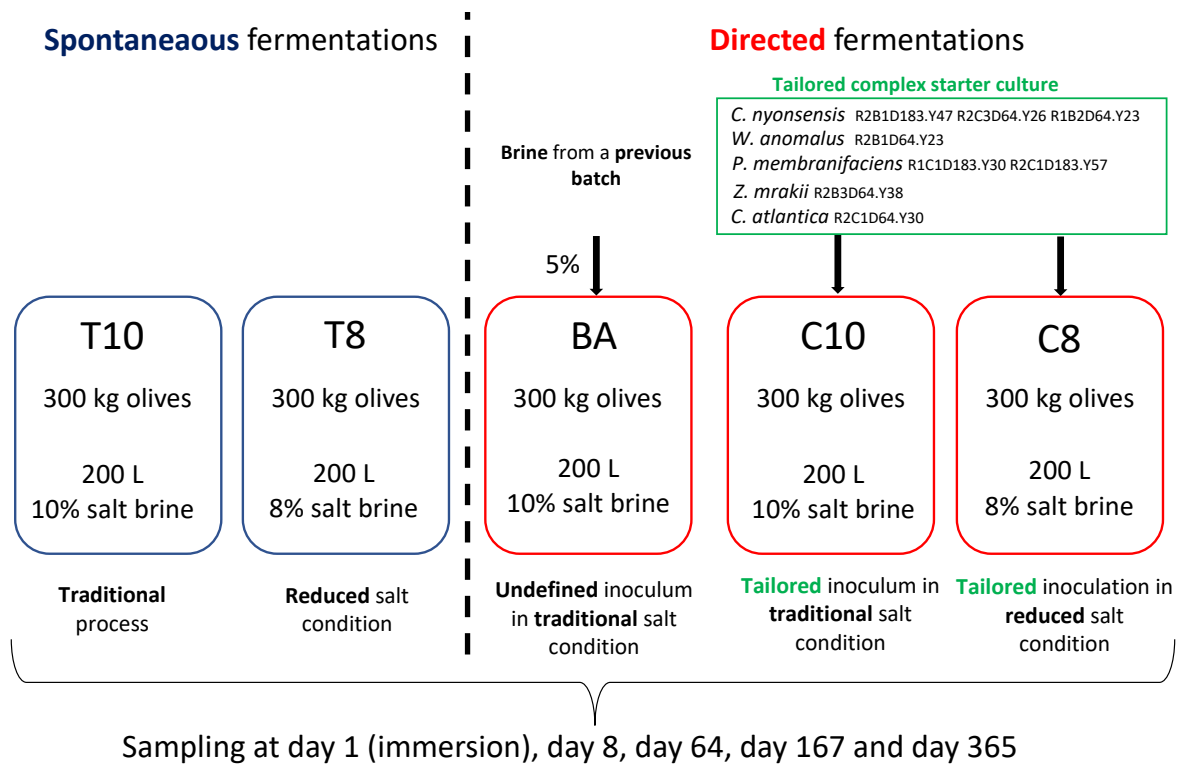 Spontaneaous fermentations
Directed fermentations
Tailored complex starter culture
C. nyonsensis R2B1D183.Y47 R2C3D64.Y26 R1B2D64.Y23
W. anomalus R2B1D64.Y23
P. membranifaciens R1C1D183.Y30 R2C1D183.Y57
Z. mrakii R2B3D64.Y38
C. atlantica R2C1D64.Y30
Brine from a previous
batch
5%
T10
300 kg olives
200 L
10% salt brine
Traditional
process
T8
300 kg olives
200 L
8% salt brine
Reduced salt
condition
BA
300 kg olives
200 L
10% salt brine
Undefined inoculum
in traditional salt
condition
C10
300 kg olives
200 L
10% salt brine
Tailored inoculum in
traditional salt
condition
C8
300 kg olives
200 L
8% salt brine
Tailored inoculation in
reduced salt
condition
Sampling at day 1 (immersion), day 8, day 64, day 167 and day 365